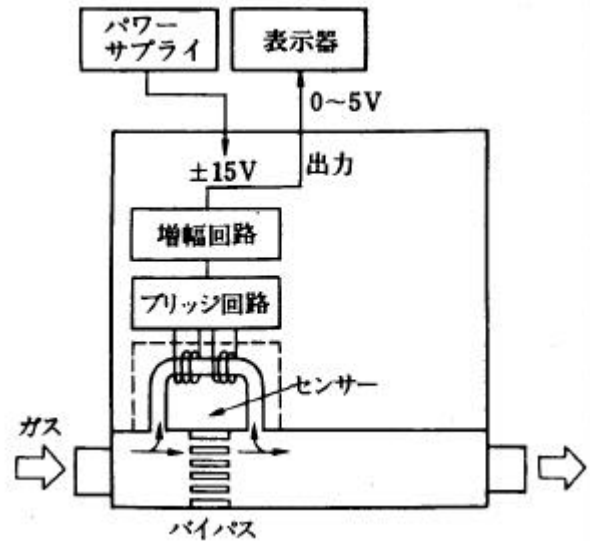 パワー
サプライ
表示器
0～5V
±15V
出力
増幅回路
ブリッジ回路
センサー
ガス
バイパス